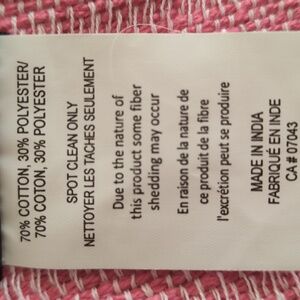 70% COTTON, 30% POLYESTER/
70% COTON, 30% POLYESTER
SPOT CLEAN ONLY
NETTOYER LES TACHES SEULEMENT
Due to the nature of
this product some fiber
shedding may occur
En raison de la nature de
ce produit de la fibre
l'excrétion peut se produire
MADE IN INDIA
FABRIQUE EN INDE
CA # 07043